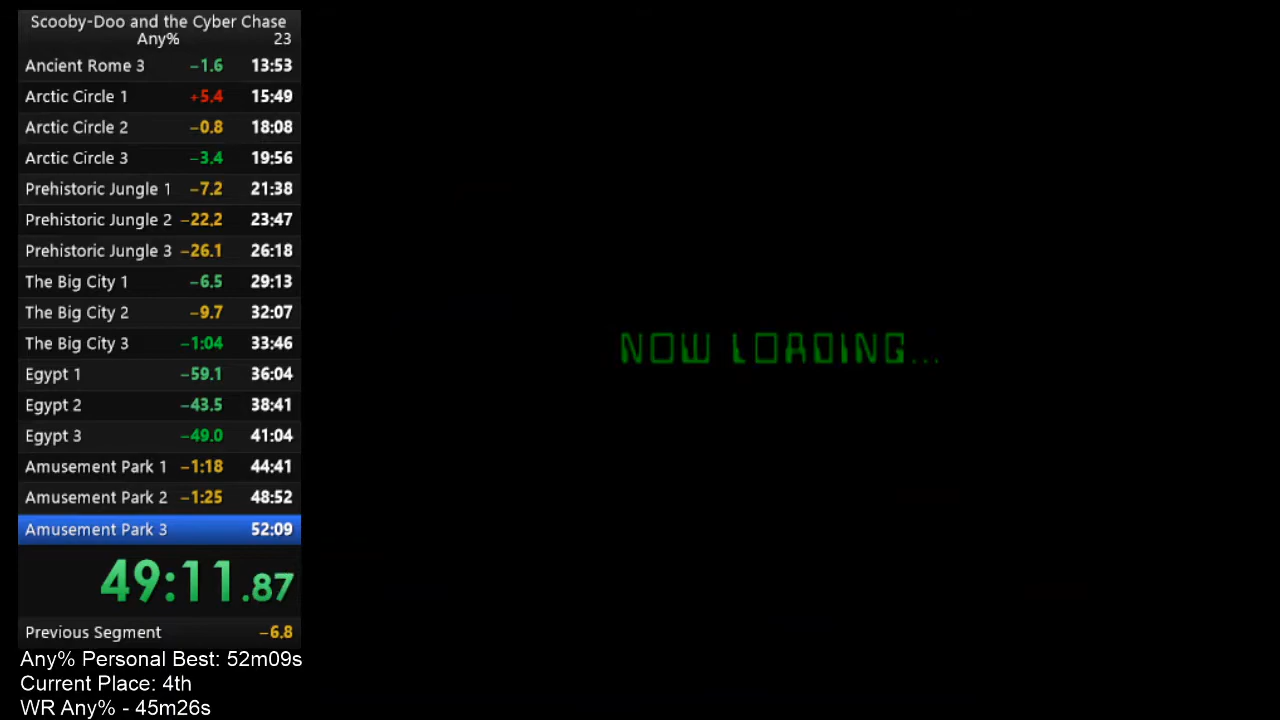 Scooby-Doo and the Cyber Chase
Any% 23
Ancient Rome 3 −1.6 13:53
Arctic Circle 1 +5.4 15:49
Arctic Circle 2 −0.8 18:08
Arctic Circle 3 −3.4 19:56
Prehistoric Jungle 1 −7.2 21:38
Prehistoric Jungle 2 −22.2 23:47
Prehistoric Jungle 3 −26.1 26:18
The Big City 1 −6.5 29:13
The Big City 2 −9.7 32:07
The Big City 3 −1:04 33:46
Egypt 1 −59.1 36:04
Egypt 2 −43.5 38:41
Egypt 3 −49.0 41:04
Amusement Park 1 −1:18 44:41
Amusement Park 2 −1:25 48:52
Amusement Park 3 52:09
49:11.87
Previous Segment −6.8
Any% Personal Best: 52m09s
Current Place: 4th
WR Any% - 45m26s
NOW LOADING...